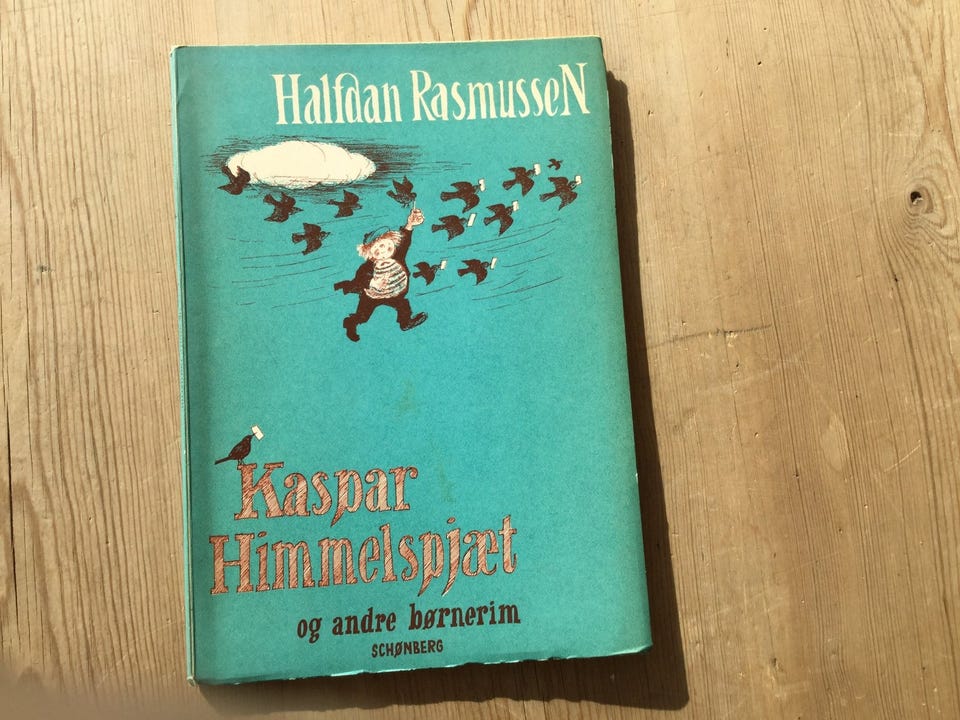 Halfdan Rasmussen
Kaspar
Himmelspjæt
og andre børnerim
SCHØNBERG